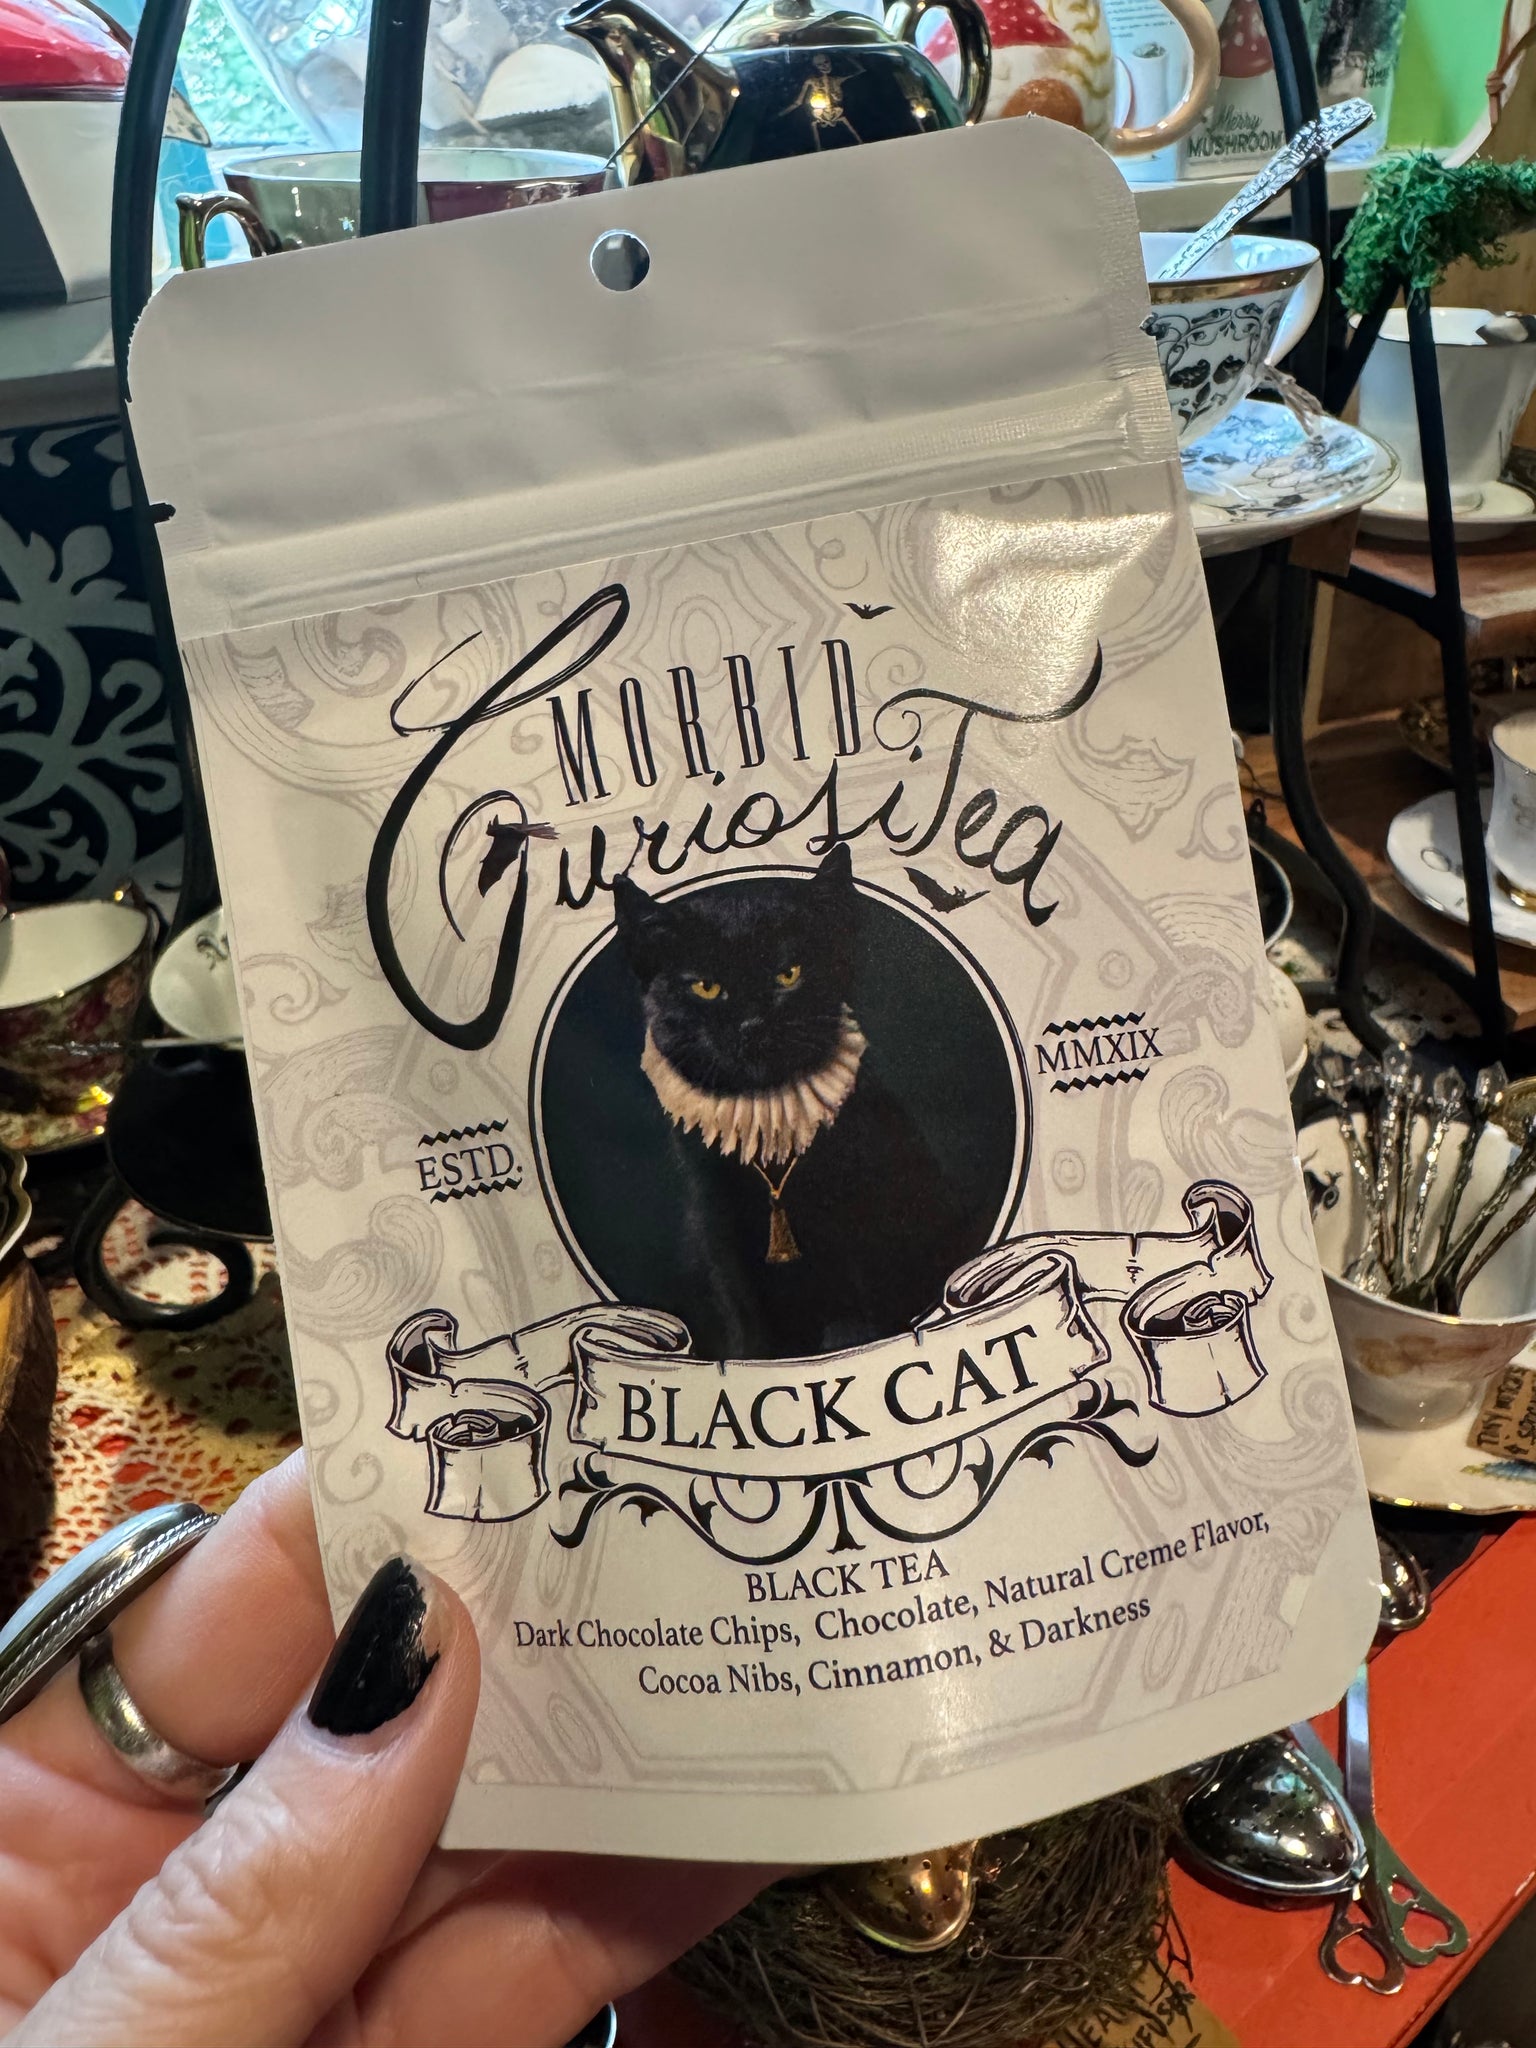 Merry
MUSHROOM
MORBID
CuriosiTea
MMXIX
ESTD.
BLACK CAT
BLACK TEA
Dark Chocolate Chips, Chocolate, Natural Creme Flavor,
Cocoa Nibs, Cinnamon, & Darkness